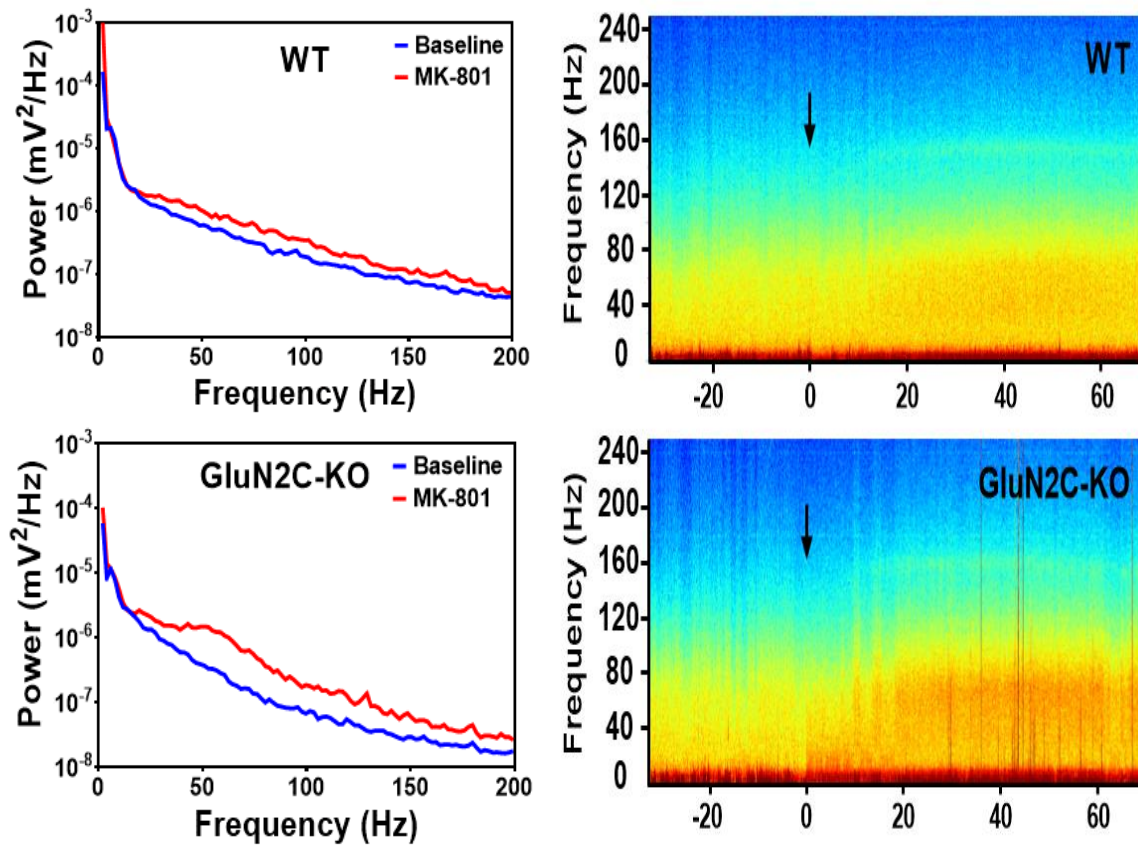 WT
Baseline
MK-801
Power (mV²/Hz)
10⁻³
10⁻⁴
10⁻⁵
10⁻⁶
10⁻⁷
10⁻⁸
0 50 100 150 200
Frequency (Hz)
WT
Frequency (Hz)
240
200
160
120
80
40
0
-20 0 20 40 60
GluN2C-KO
Baseline
MK-801
Power (mV²/Hz)
10⁻³
10⁻⁴
10⁻⁵
10⁻⁶
10⁻⁷
10⁻⁸
0 50 100 150 200
Frequency (Hz)
GluN2C-KO
Frequency (Hz)
240
200
160
120
80
40
0
-20 0 20 40 60